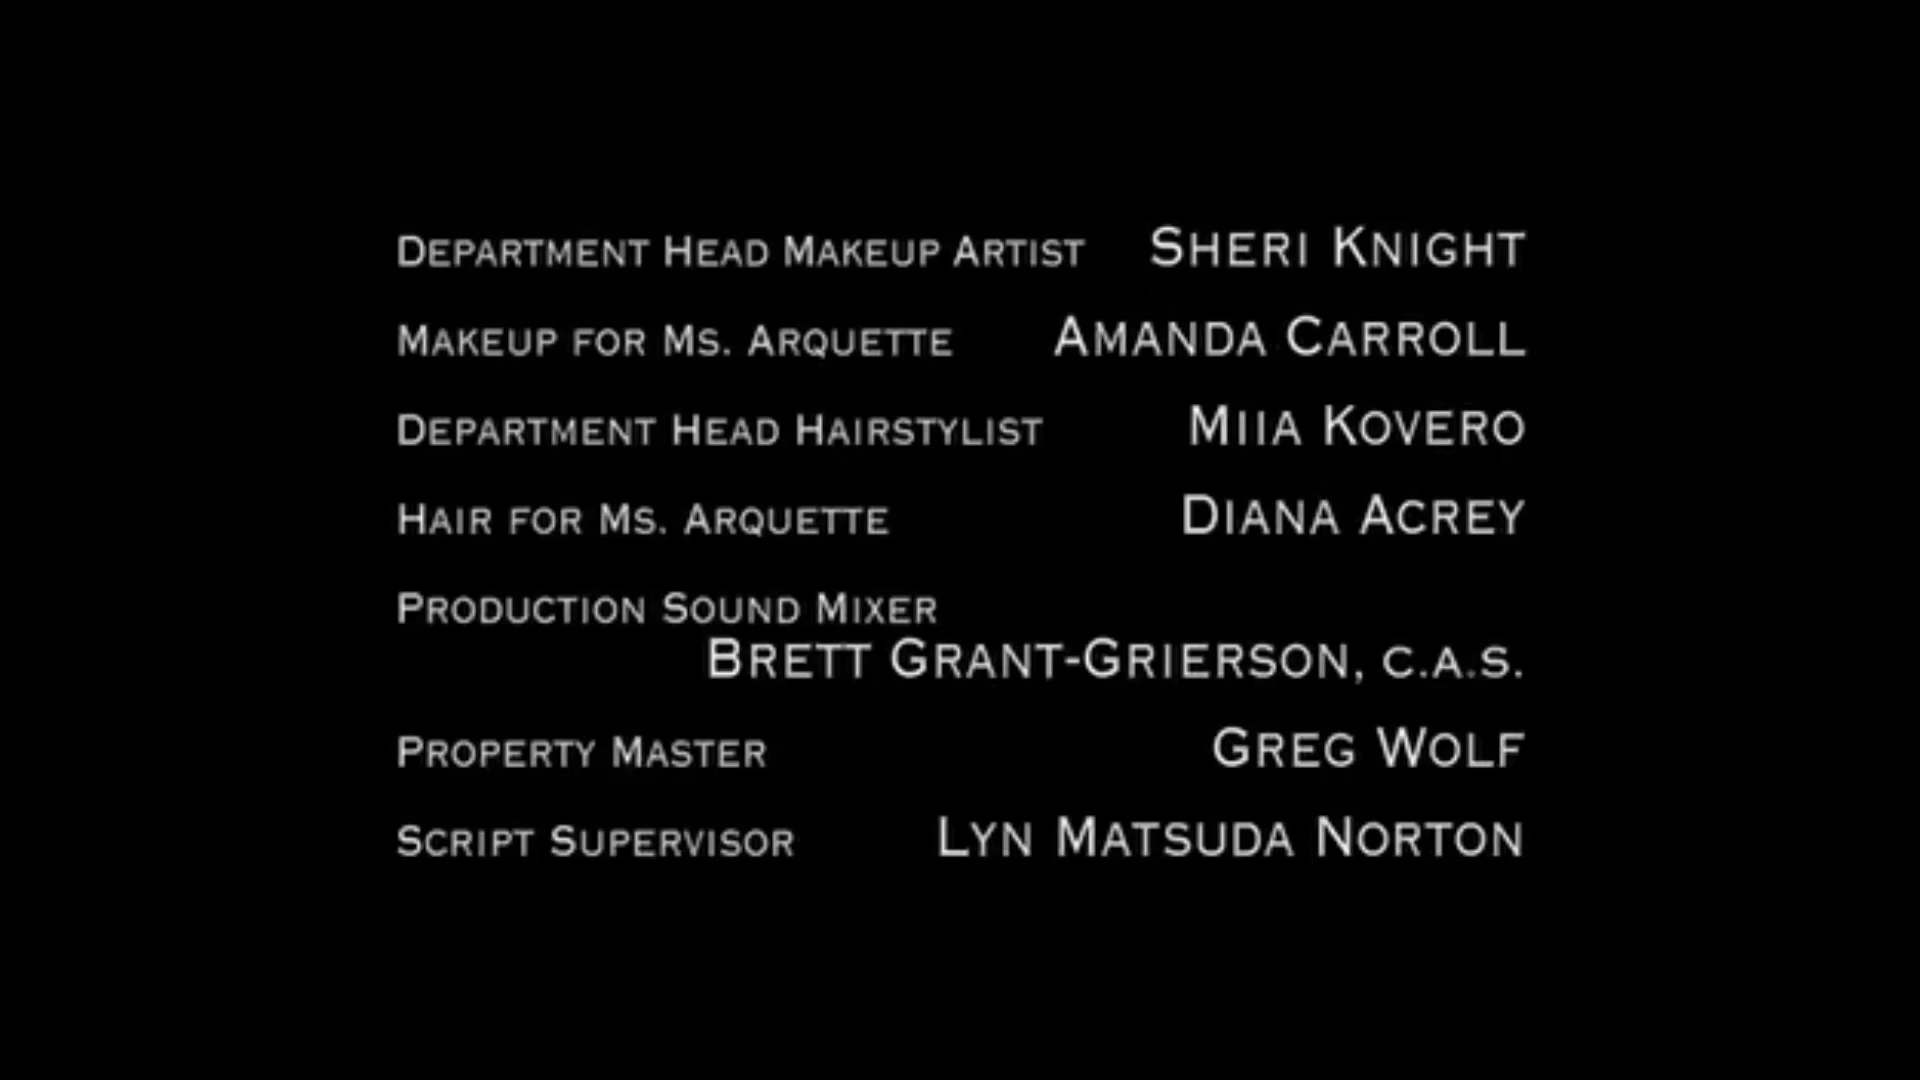 Department Head Makeup Artist Sheri Knight
Makeup for Ms. Arquette Amanda Carroll
Department Head Hairstylist Miia Kovero
Hair for Ms. Arquette Diana Acrey
Production Sound Mixer
Brett Grant-Grierson, c.a.s.
Property Master Greg Wolf
Script Supervisor Lyn Matsuda Norton